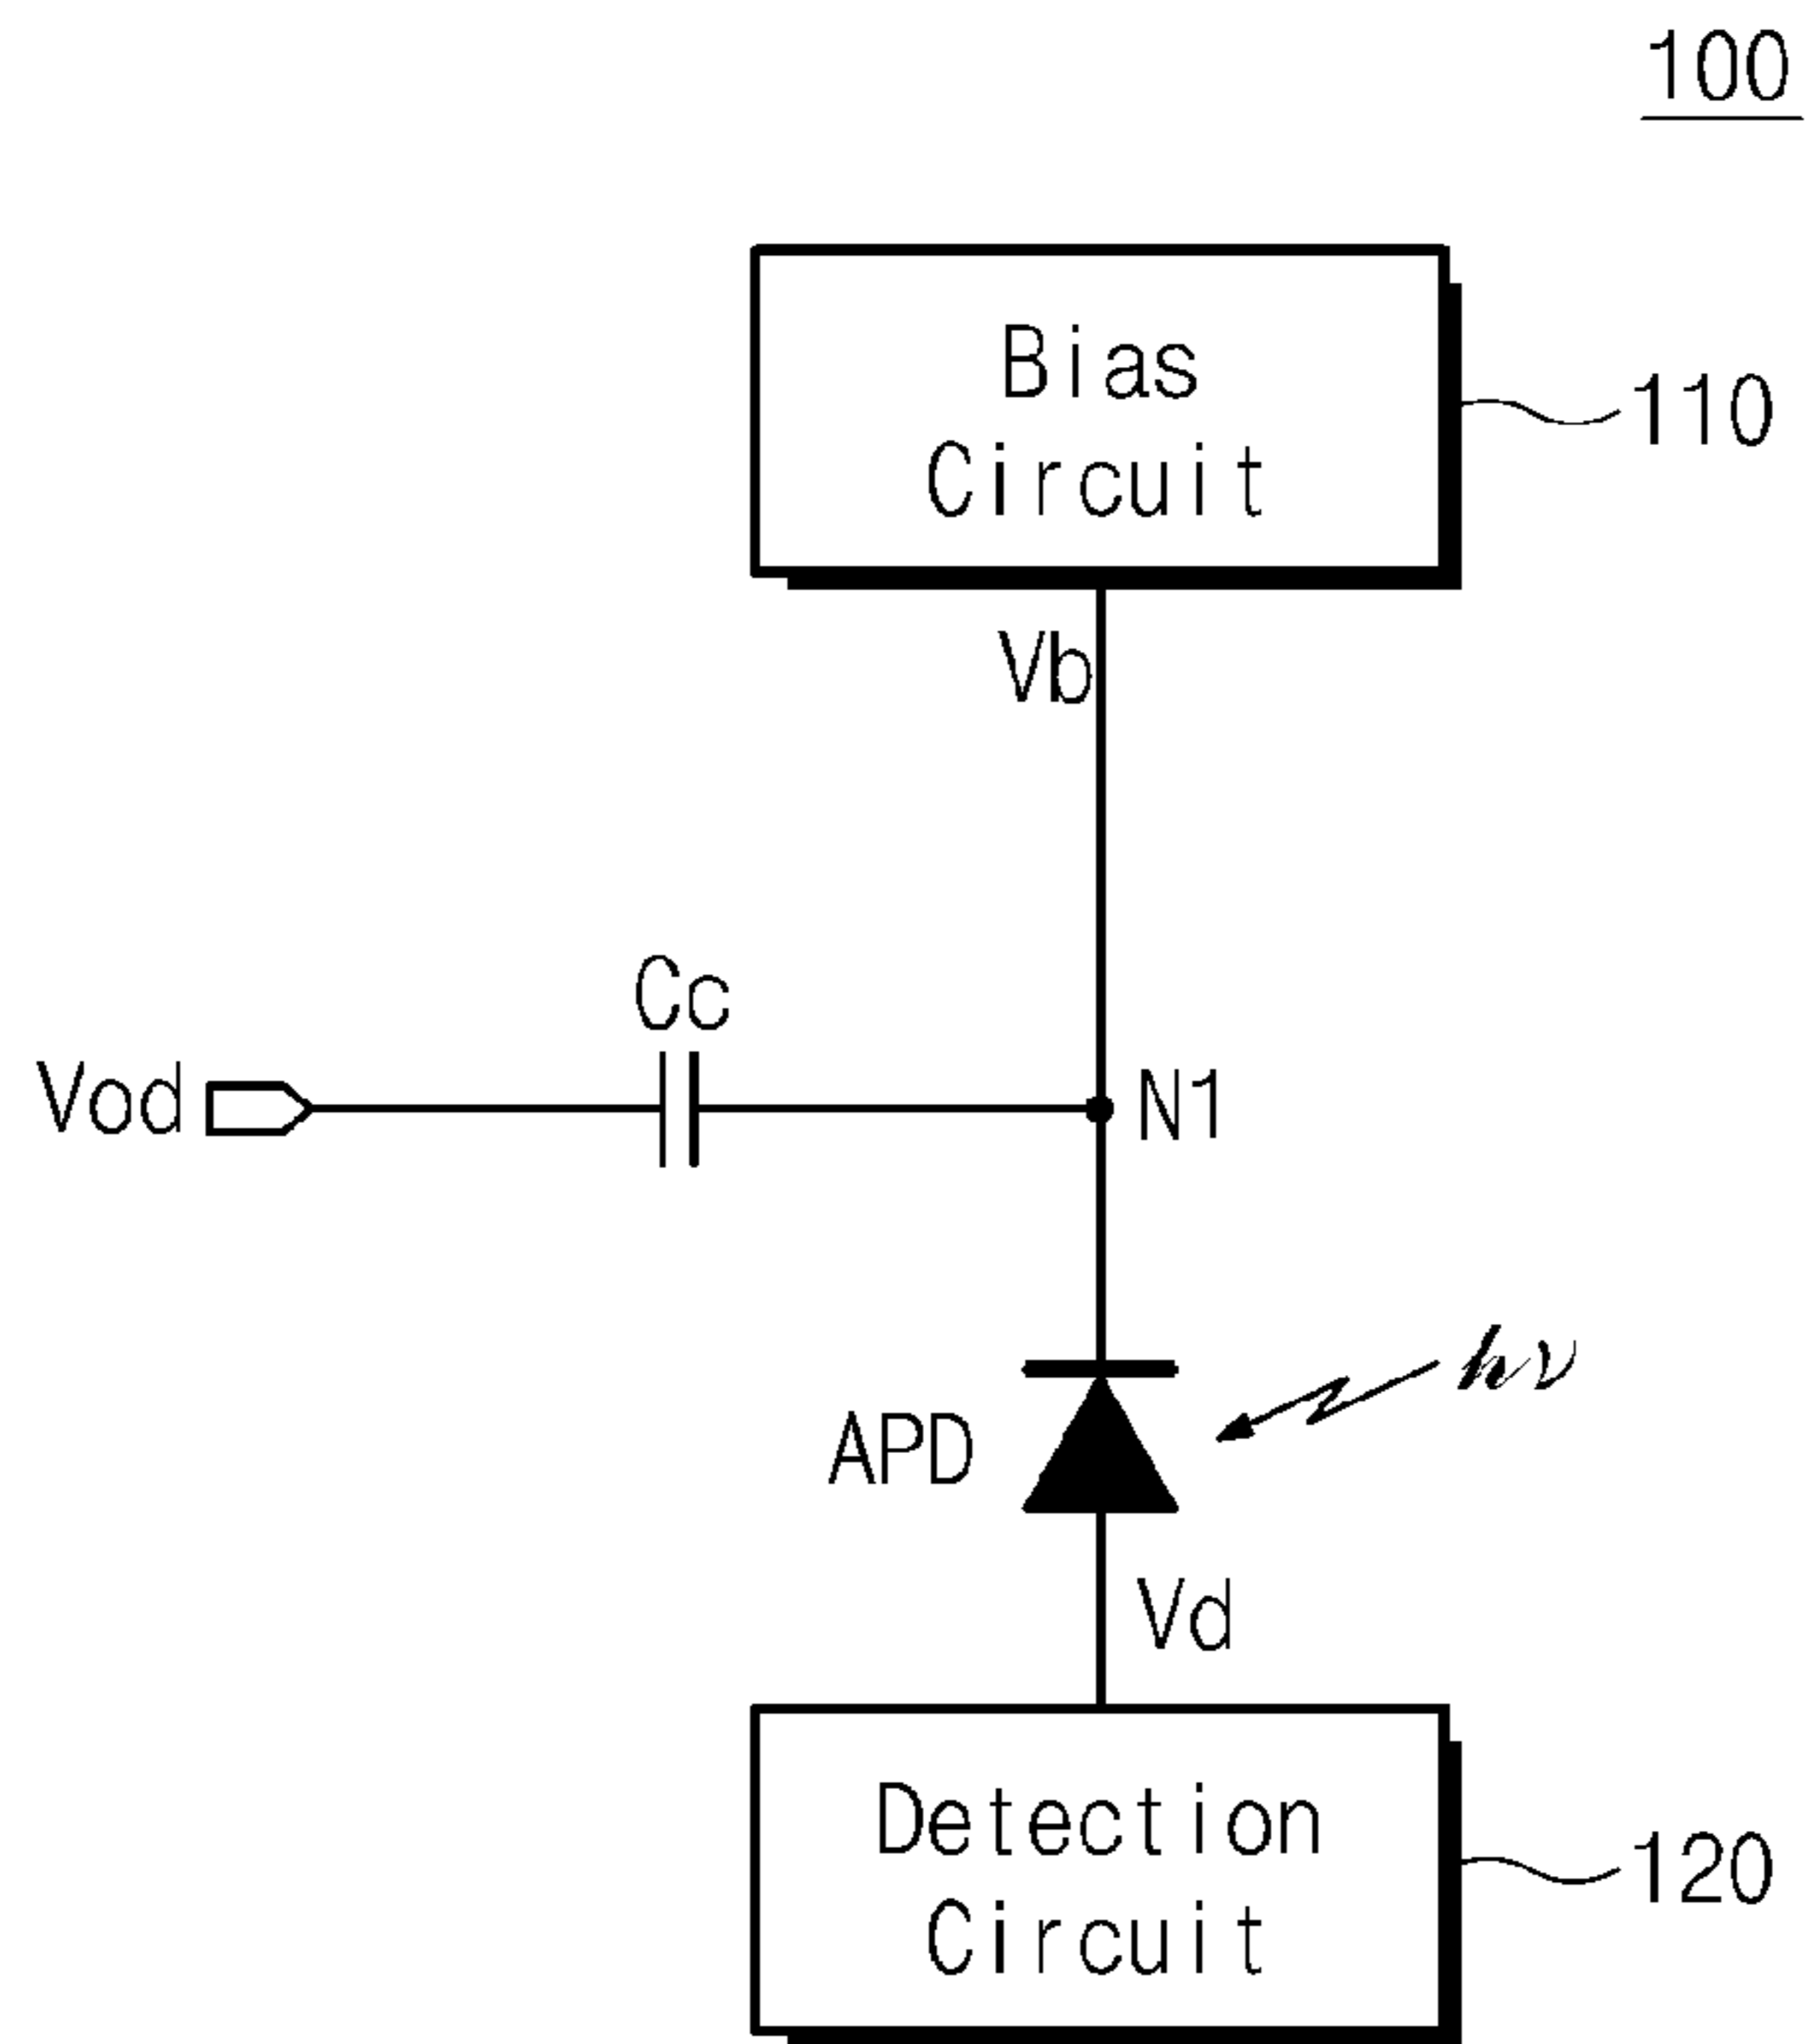 100
Bias
Circuit
110
Vb
Cc
Vod
N1
hν
APD
Vd
Detection
Circuit
120